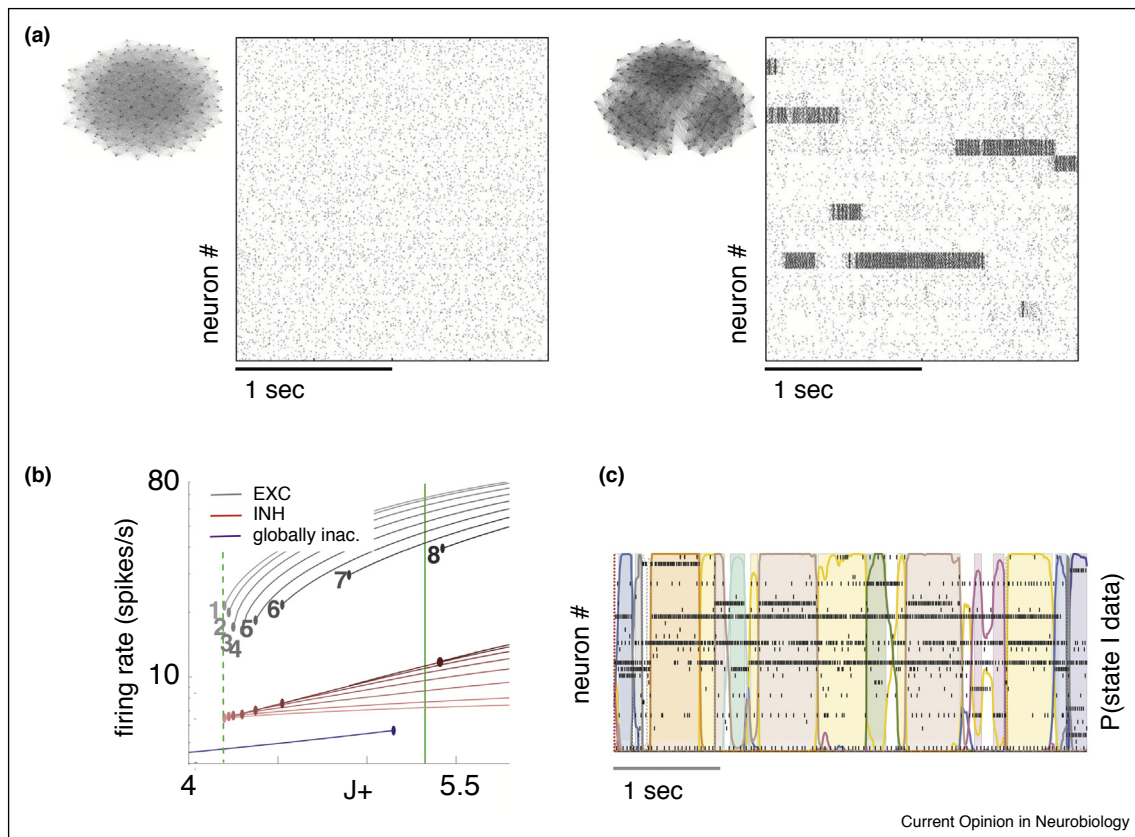 (a)
neuron #
1 sec
neuron #
1 sec
(b)
firing rate (spikes/s)
80
10
EXC
INH
globally inac.
1
2
3
4
5
6
7
8
4
J+
5.5
(c)
neuron #
P(state I data)
1 sec
Current Opinion in Neurobiology